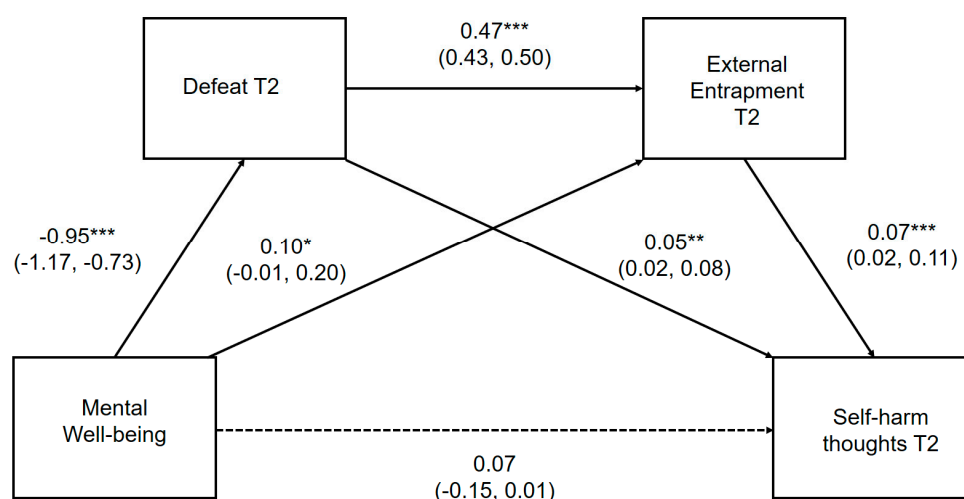 0.47***
(0.43, 0.50)
Defeat T2
External
Entrapment
T2
-0.95***
(-1.17, -0.73)
0.10*
(-0.01, 0.20)
0.05**
(0.02, 0.08)
0.07***
(0.02, 0.11)
Mental
Well-being
Self-harm
thoughts T2
0.07
(-0.15, 0.01)